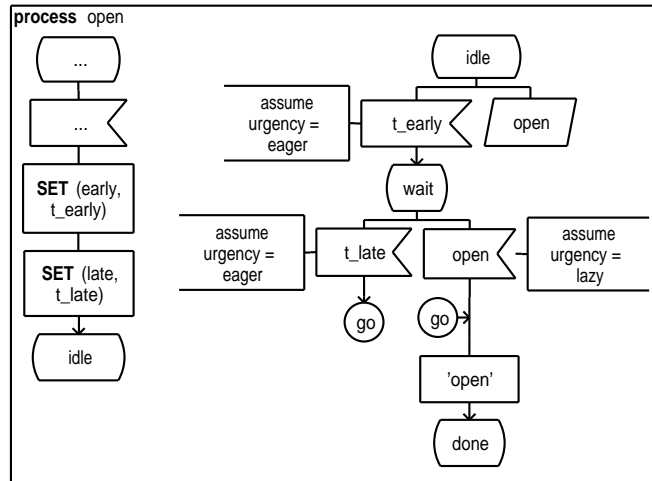 process open
...
...
SET (early,
t_early)
SET (late,
t_late)
idle
idle
assume
urgency =
eager
t_early
open
wait
assume
urgency =
eager
t_late
open
assume
urgency =
lazy
go
go
'open'
done